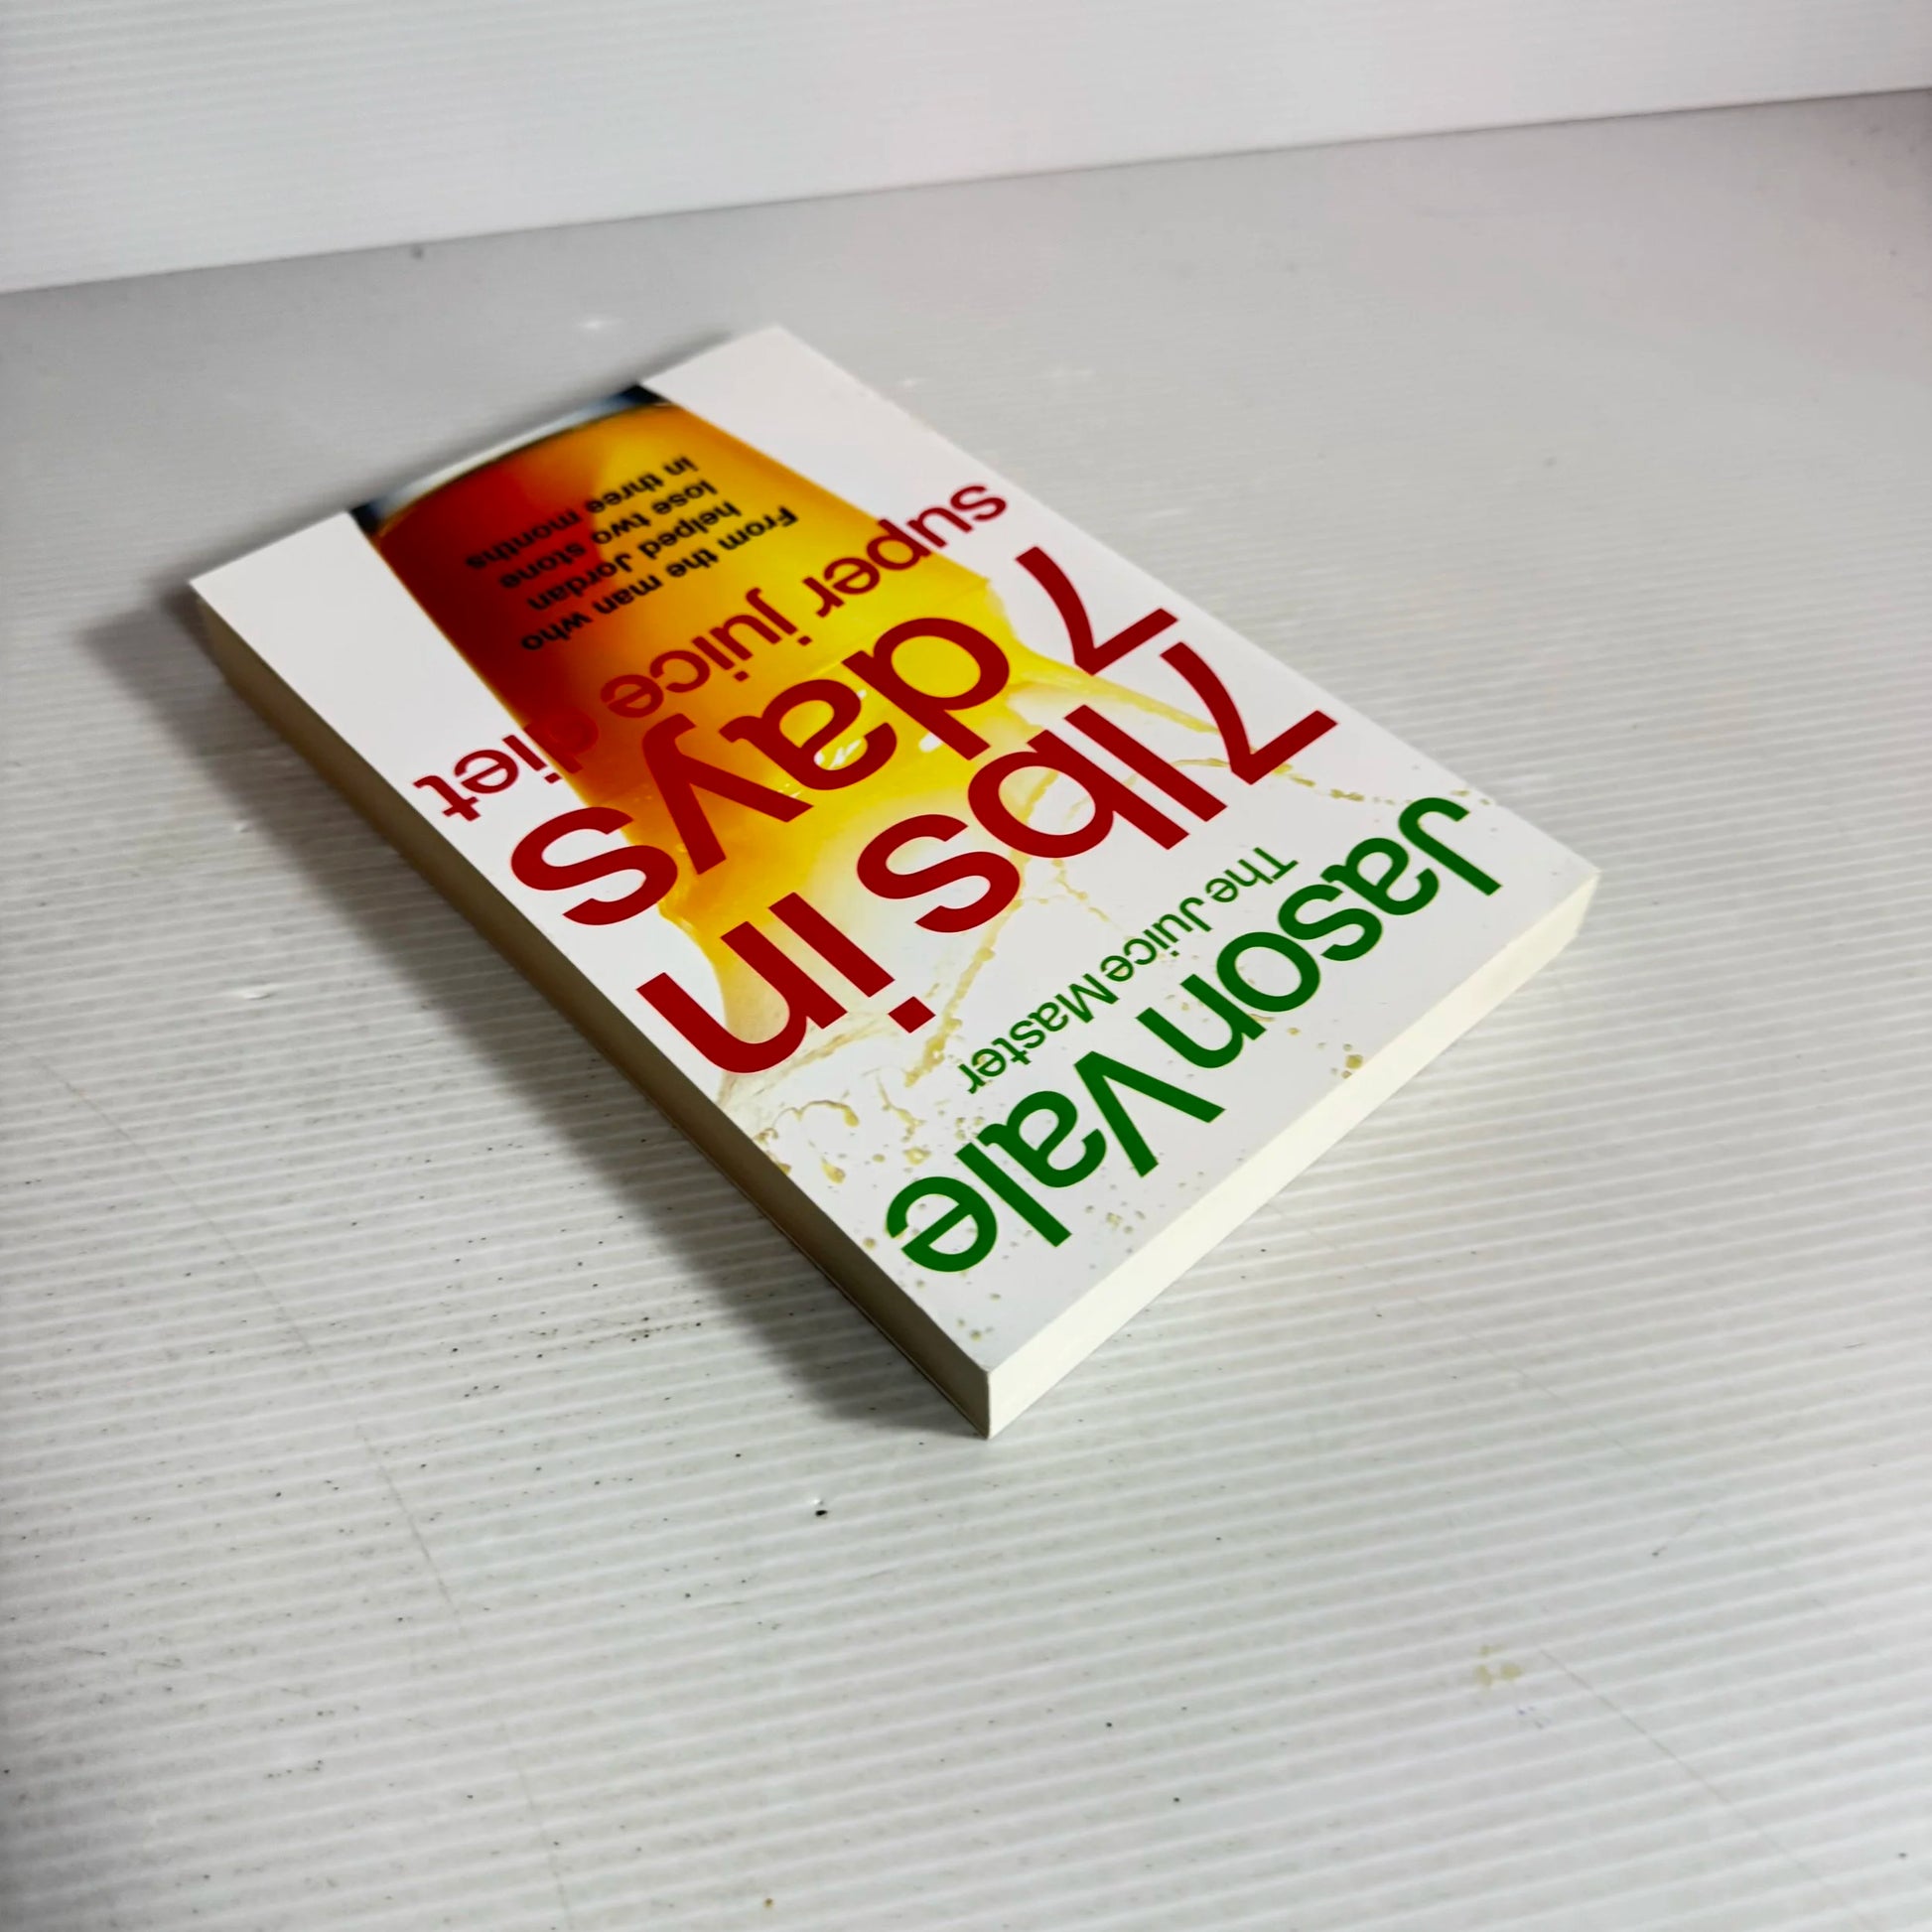 Jason Vale
The Juice Master
7lbs in
7 days
super juice diet
From the man who
helped Jordan
lose two stone
in three months